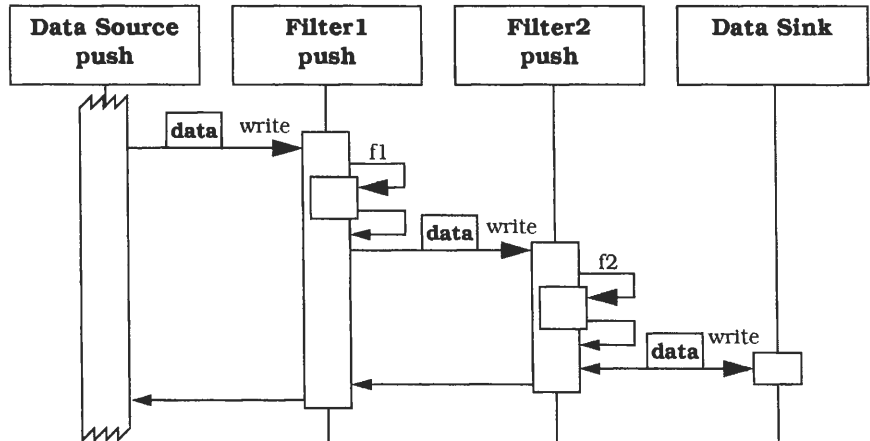 Data Source
push
Filter1
push
Filter2
push
Data Sink
data
write
f1
data
write
f2
data
write